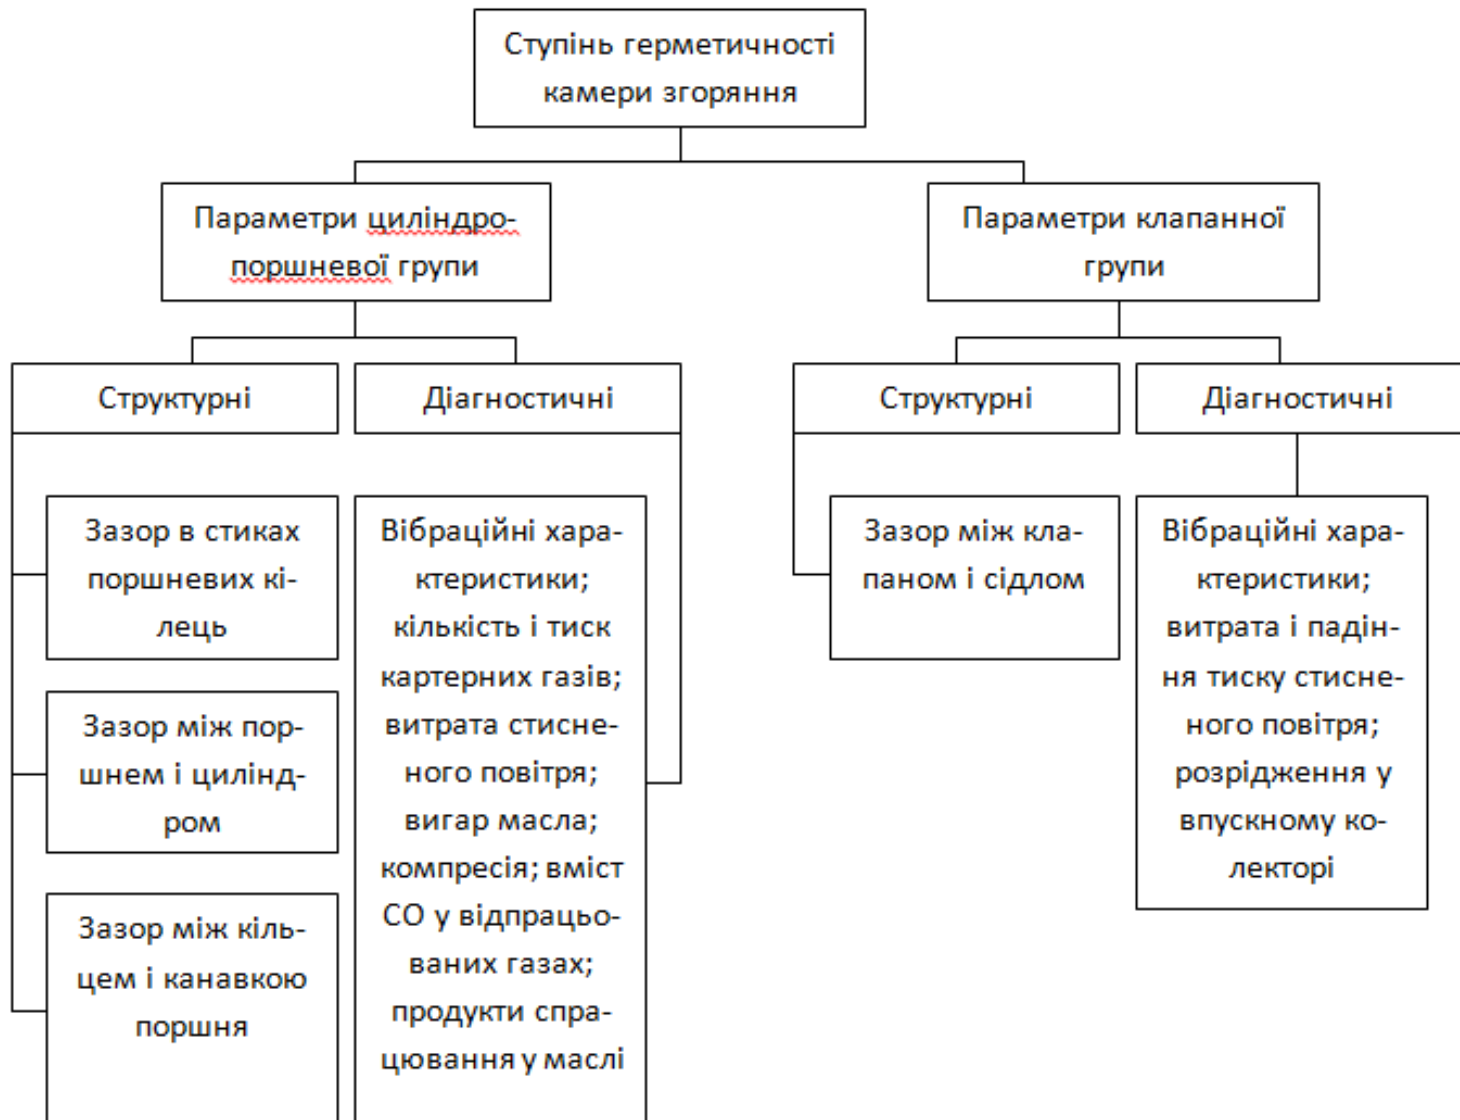 Ступінь герметичності
камери згоряння
Параметри циліндро-
поршневої групи
Параметри клапанної
групи
Структурні
Діагностичні
Структурні
Діагностичні
Зазор в стиках
поршневих кі-
лець
Зазор між пор-
шнем і цилінд-
ром
Зазор між кіль-
цем і канавкою
поршня
Вібраційні хара-
ктеристики;
кількість і тиск
картерних газів;
витрата стисне-
ного повітря;
вигар масла;
компресія; вміст
СО у відпрацьо-
ваних газах;
продукти спра-
цювання у маслі
Зазор між кла-
паном і сідлом
Вібраційні хара-
ктеристики;
витрата і падін-
ня тиску стисне-
ного повітря;
розрідження у
впускному ко-
лекторі